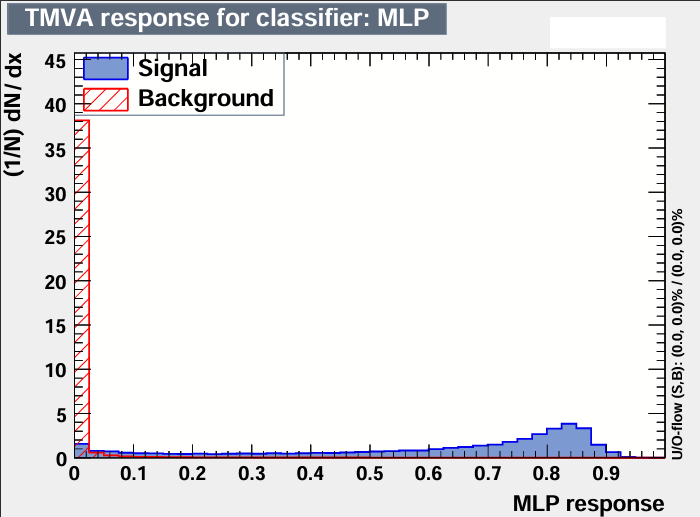 TMVA response for classifier: MLP
(1/N) dN / dx
45
40
35
30
25
20
15
10
5
0
Signal
Background
0 0.1 0.2 0.3 0.4 0.5 0.6 0.7 0.8 0.9
MLP response
U/O-flow (S,B): (0.0, 0.0)% / (0.0, 0.0)%